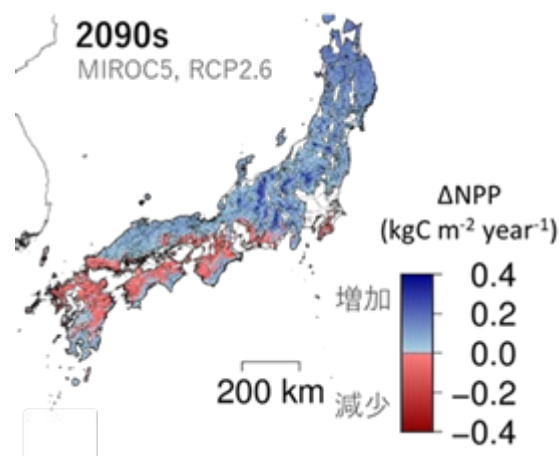 2090s
MIROC5, RCP2.6
ΔNPP
(kgC m⁻² year⁻¹)
増加
減少
0.4
0.2
0.0
−0.2
−0.4
200 km